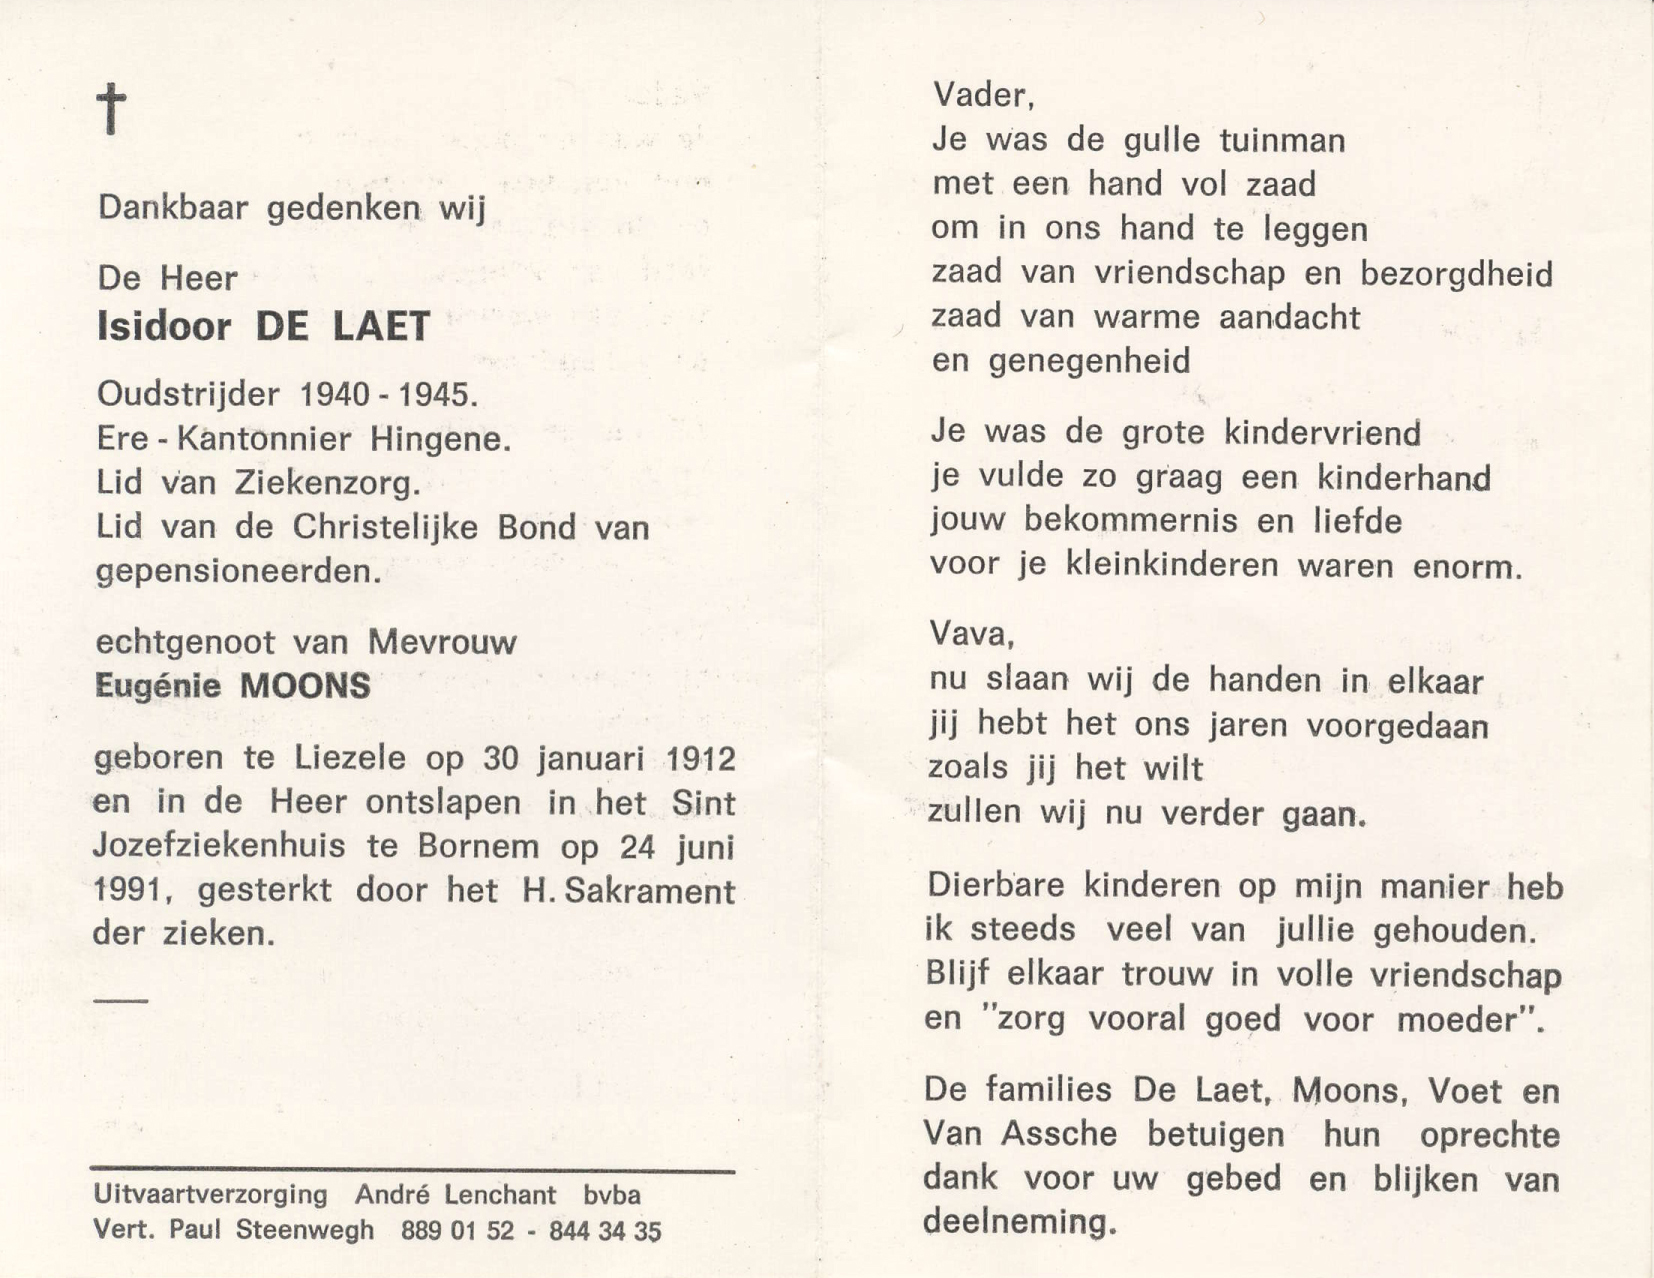 Dankbaar gedenken wij
De Heer
Isidoor DE LAET
Oudstrijder 1940 - 1945.
Ere - Kantonnier Hingene.
Lid van Ziekenzorg.
Lid van de Christelijke Bond van
gepensioneerden.
echtgenoot van Mevrouw
Eugénie MOONS
geboren te Liezele op 30 januari 1912
en in de Heer ontslapen in het Sint
Jozefziekenhuis te Bornem op 24 juni
1991, gesterkt door het H. Sakrament
der zieken.
Uitvaartverzorging André Lenchant bvba
Vert. Paul Steenwegh 889 01 52 - 844 34 35
Vader,
Je was de gulle tuinman
met een hand vol zaad
om in ons hand te leggen
zaad van vriendschap en bezorgdheid
zaad van warme aandacht
en genegenheid
Je was de grote kindervriend
je vulde zo graag een kinderhand
jouw bekommernis en liefde
voor je kleinkinderen waren enorm.
Vava,
nu slaan wij de handen in elkaar
jij hebt het ons jaren voorgedaan
zoals jij het wilt
zullen wij nu verder gaan.
Dierbare kinderen op mijn manier heb
ik steeds veel van jullie gehouden.
Blijf elkaar trouw in volle vriendschap
en "zorg vooral goed voor moeder".
De families De Laet, Moons, Voet en
Van Assche betuigen hun oprechte
dank voor uw gebed en blijken van
deelneming.